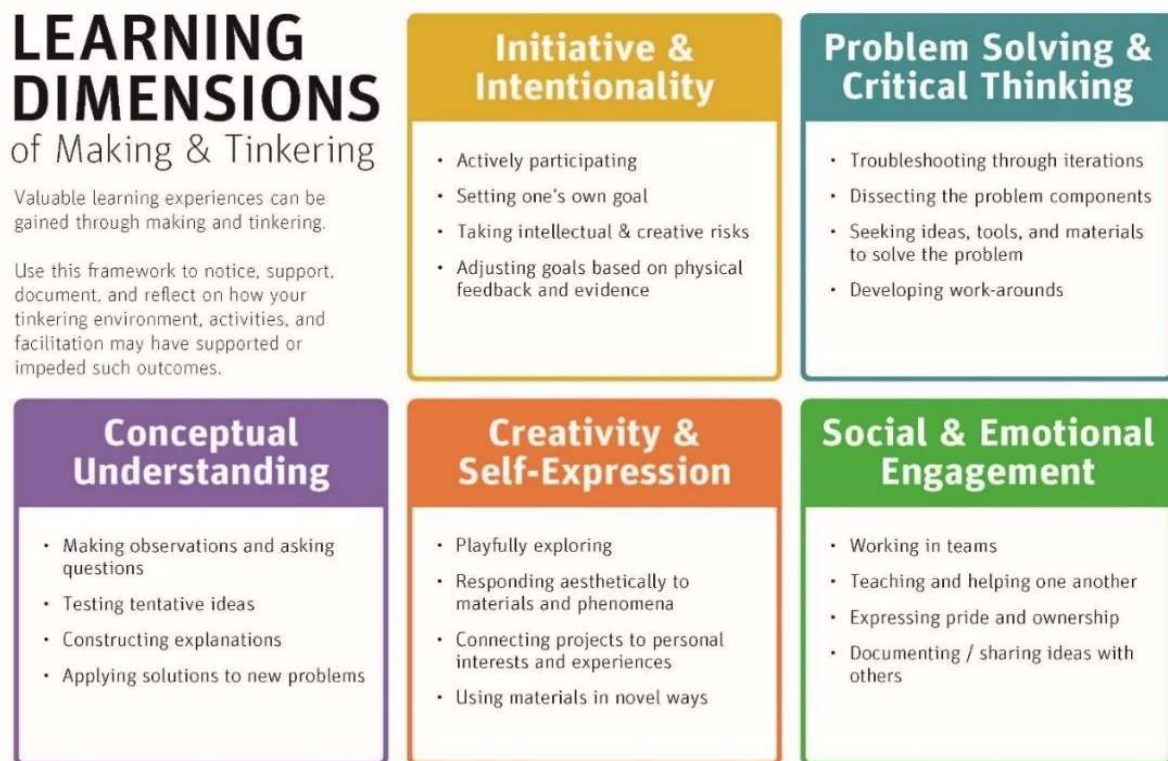 LEARNING
DIMENSIONS
of Making & Tinkering
Valuable learning experiences can be
gained through making and tinkering.
Use this framework to notice, support,
document, and reflect on how your
tinkering environment, activities, and
facilitation may have supported or
impeded such outcomes.
Initiative &
Intentionality
• Actively participating
• Setting one's own goal
• Taking intellectual & creative risks
• Adjusting goals based on physical
feedback and evidence
Problem Solving &
Critical Thinking
• Troubleshooting through iterations
• Dissecting the problem components
• Seeking ideas, tools, and materials
to solve the problem
• Developing work-arounds
Conceptual
Understanding
• Making observations and asking
questions
• Testing tentative ideas
• Constructing explanations
• Applying solutions to new problems
Creativity &
Self-Expression
• Playfully exploring
• Responding aesthetically to
materials and phenomena
• Connecting projects to personal
interests and experiences
• Using materials in novel ways
Social & Emotional
Engagement
• Working in teams
• Teaching and helping one another
• Expressing pride and ownership
• Documenting / sharing ideas with
others